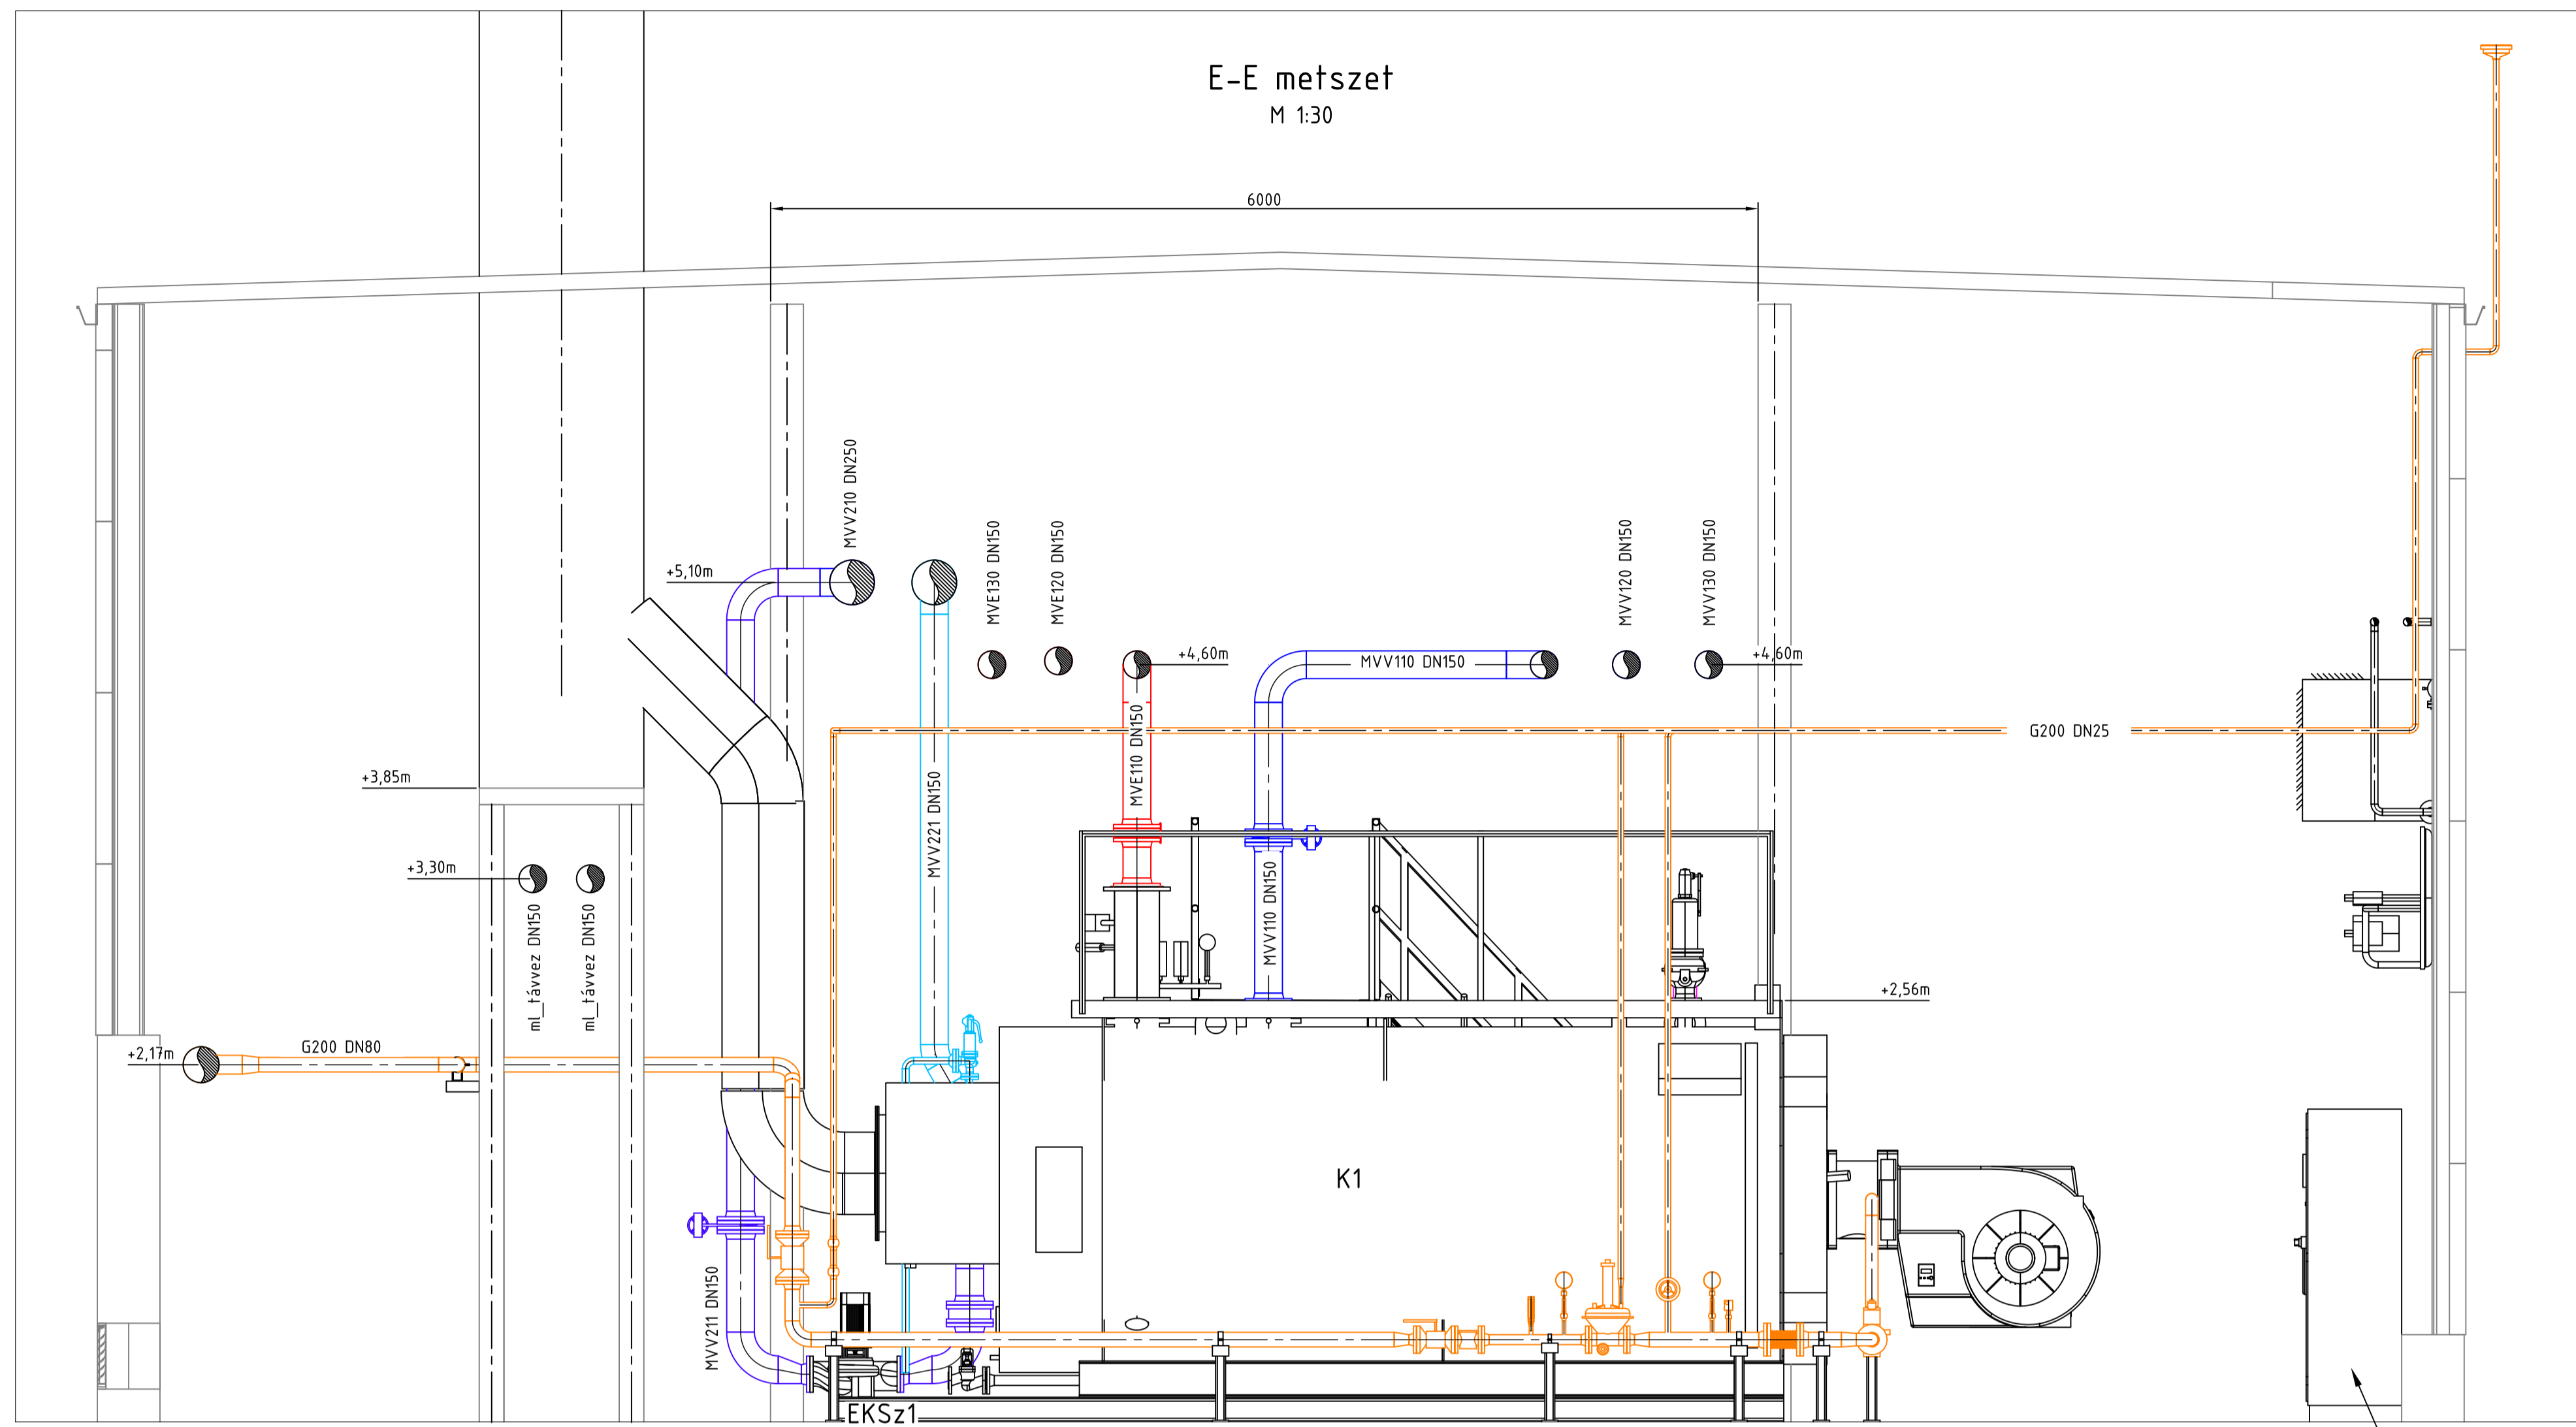 E-E metszet
M 1:30
6000
MVV210 DN250
+5,10m
MVE130 DN150
MVE120 DN150
MVV120 DN150
MVV130 DN150
+4,60m
MVV110 DN150
+4,60m
G200 DN25
MVE110 DN150
+3,85m
MVV221 DN150
+3,30m
MVV110 DN150
ml_távvez DN150
ml_távvez DN150
+2,56m
G200 DN80
+2,17m
K1
MVV211 DN150
EKSz1